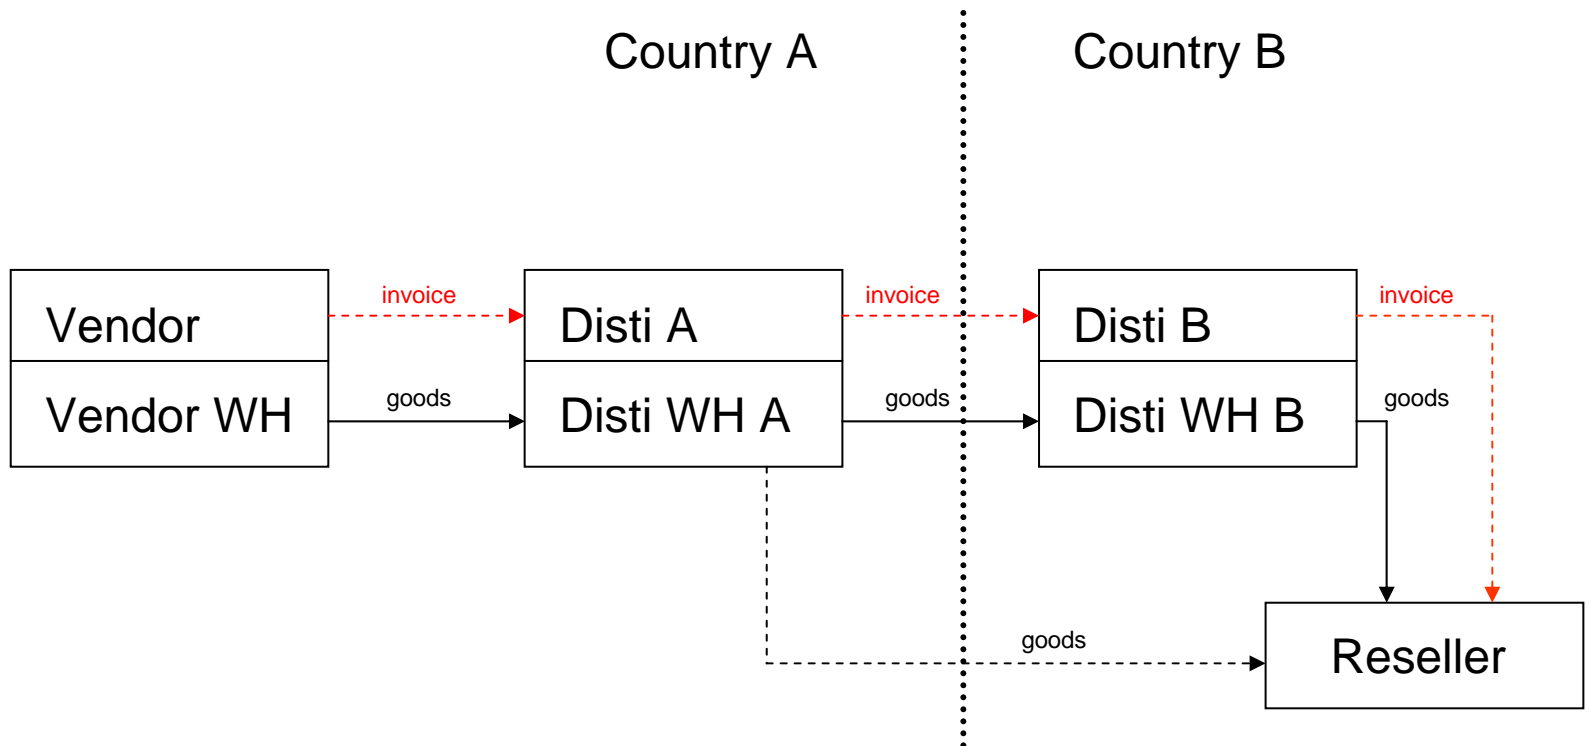 Country A
Country B
invoice
invoice
invoice
Vendor
Disti A
Disti B
goods
goods
goods
Vendor WH
Disti WH A
Disti WH B
goods
Reseller